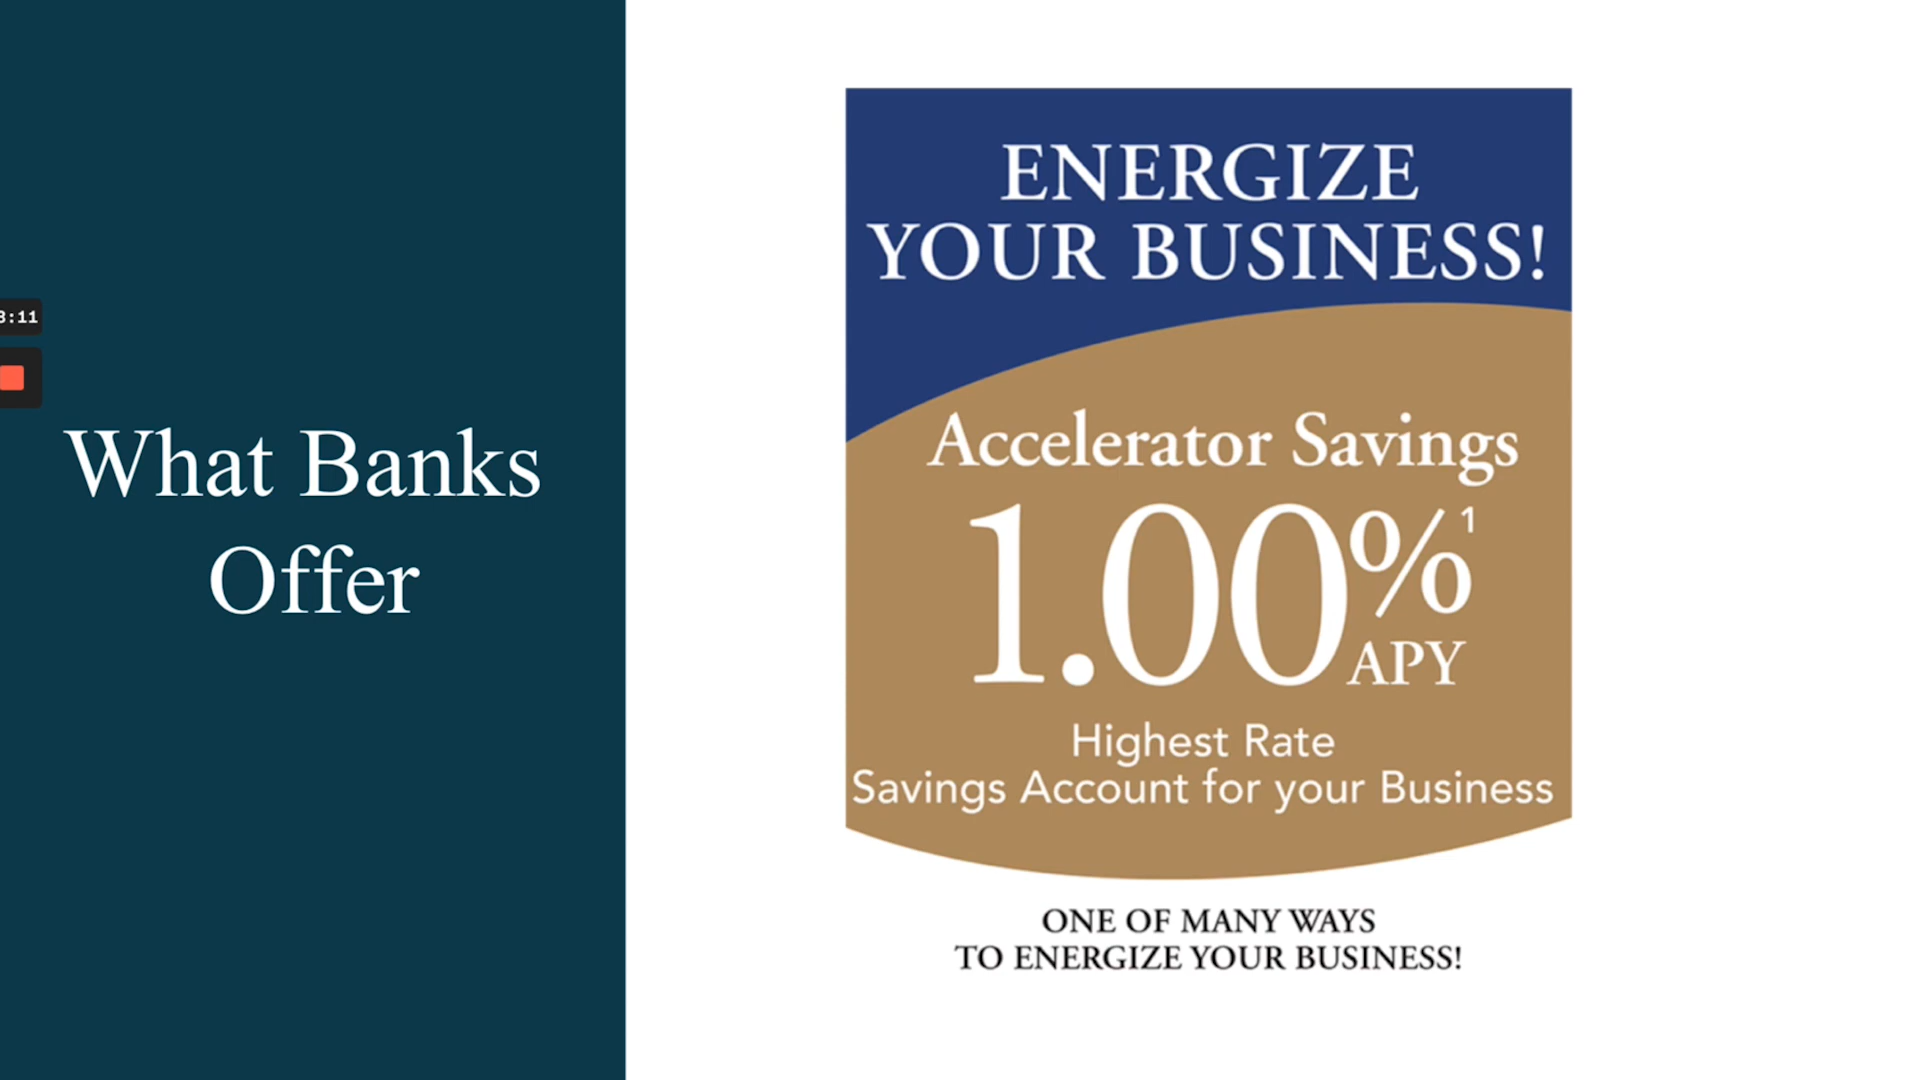 3:11
What Banks
Offer
ENERGIZE
YOUR BUSINESS!
Accelerator Savings
1.00%¹
APY
Highest Rate
Savings Account for your Business
ONE OF MANY WAYS
TO ENERGIZE YOUR BUSINESS!